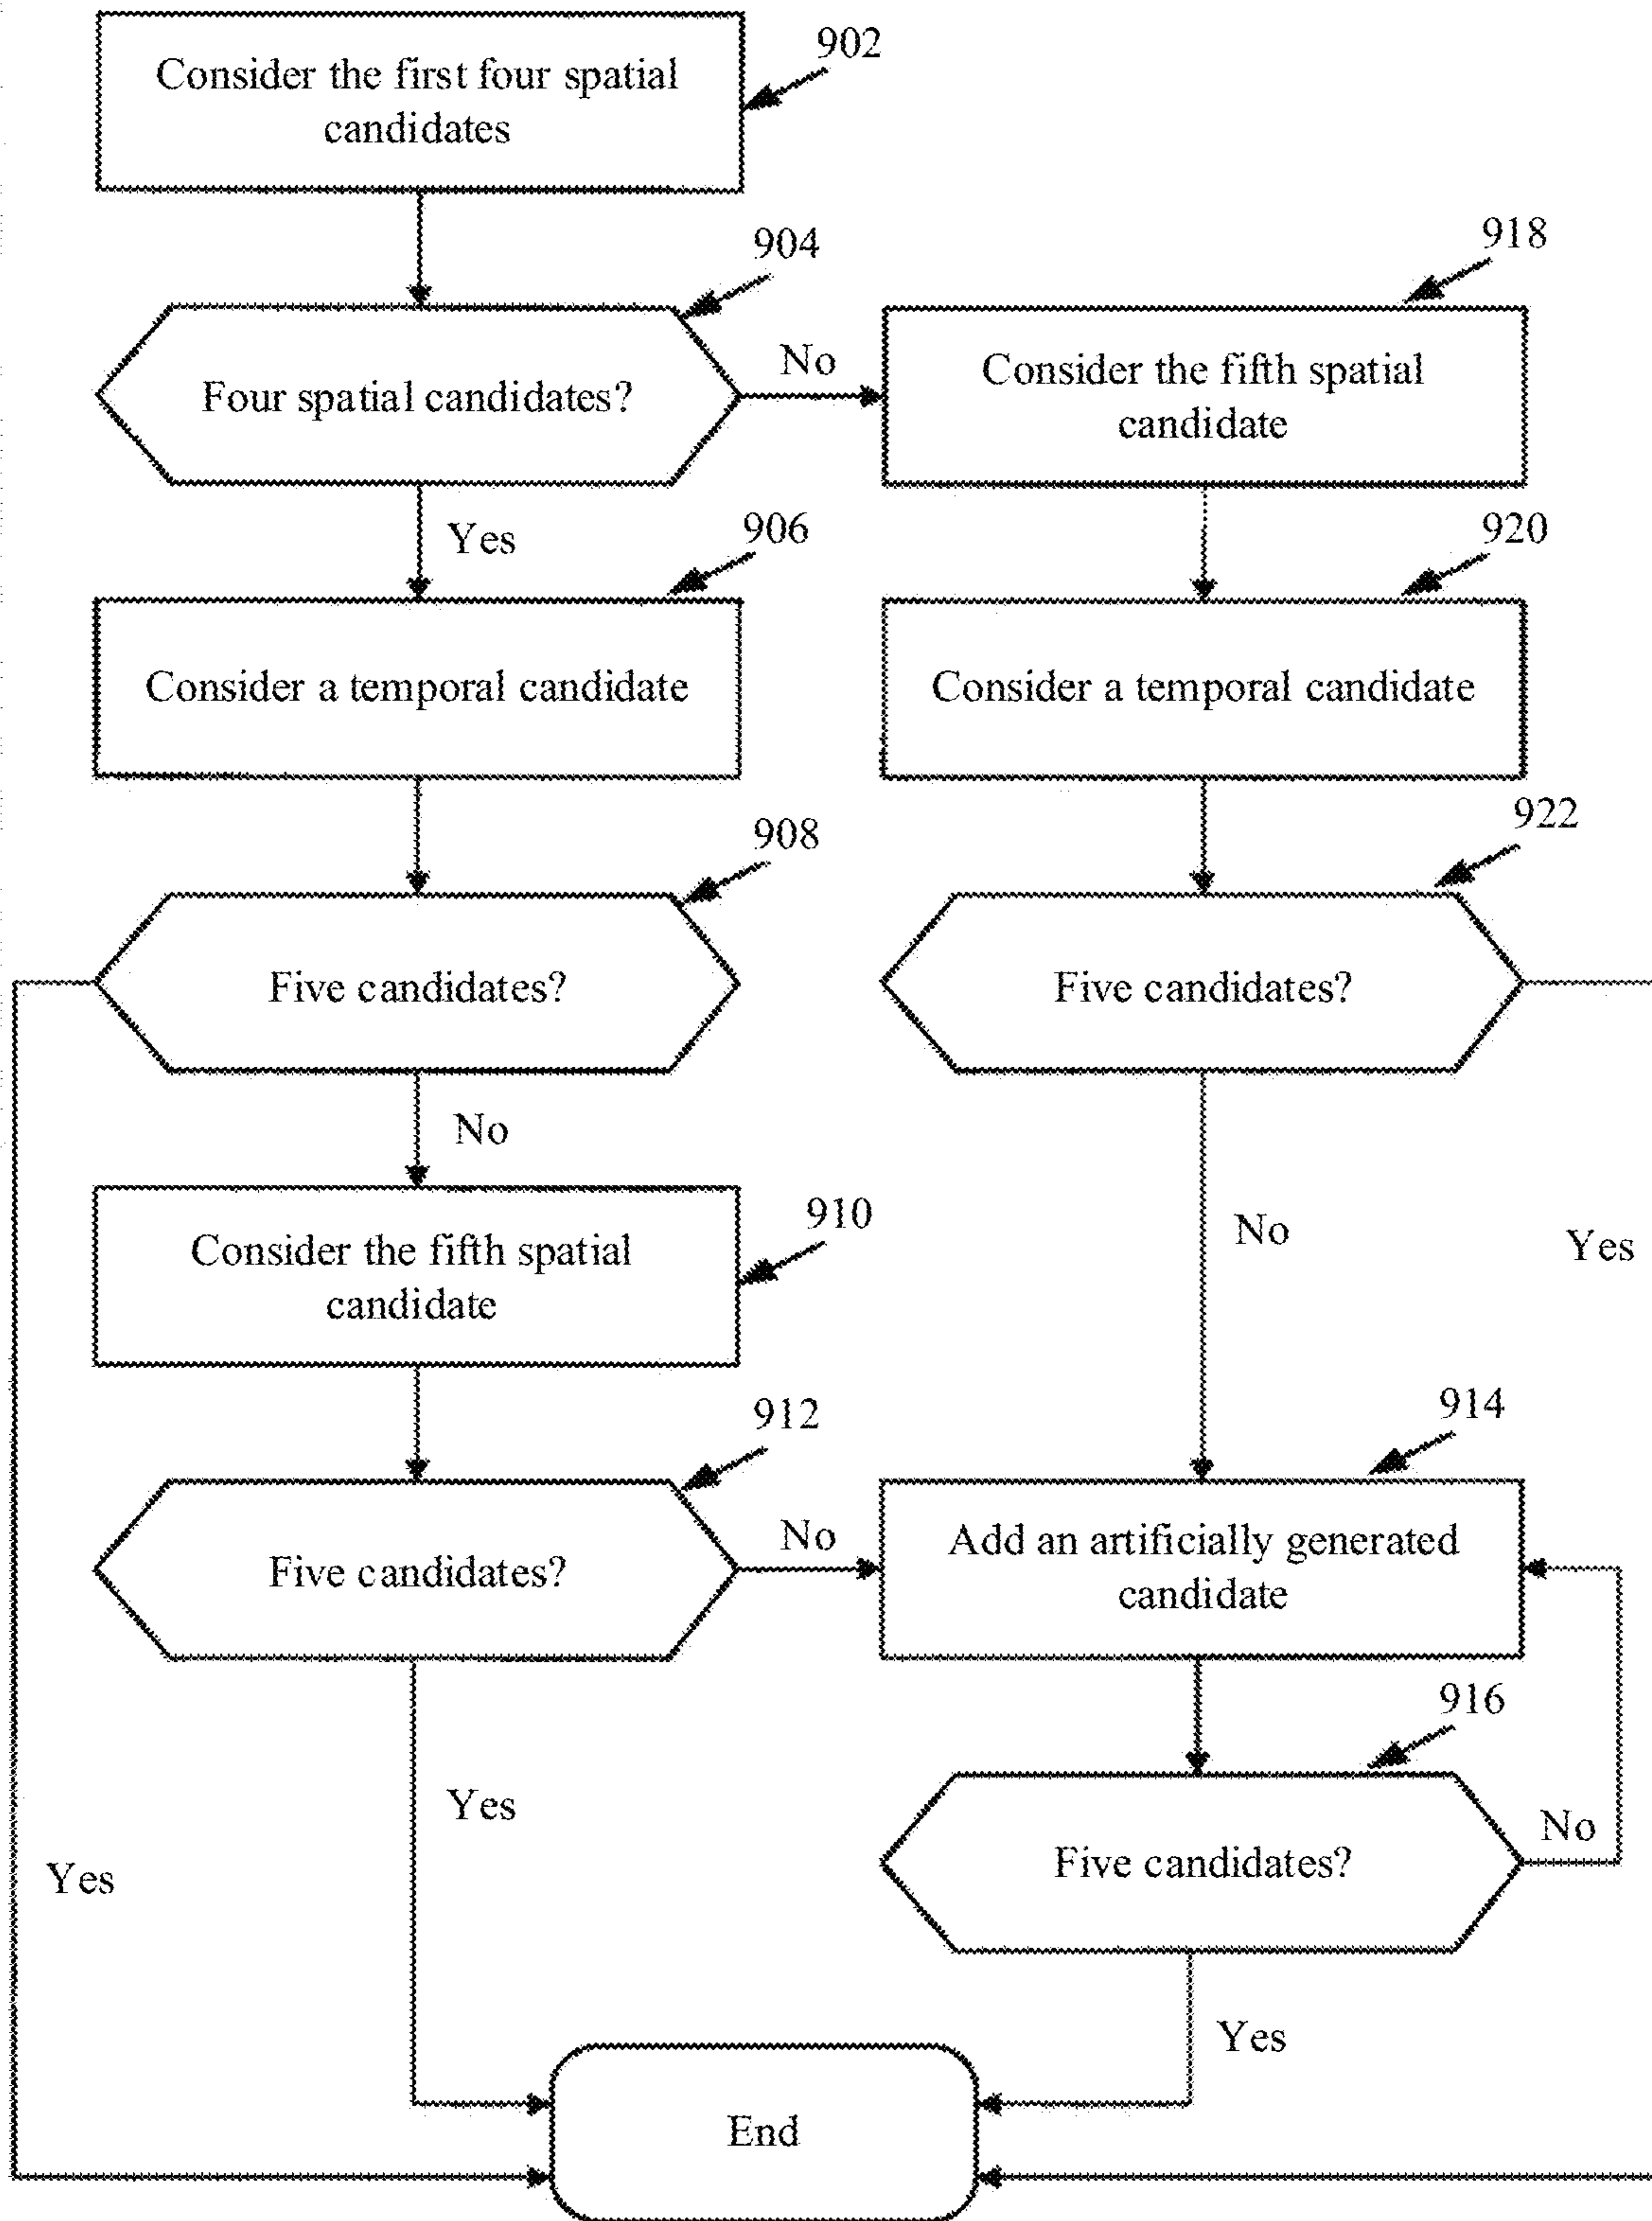 902
Consider the first four spatial
candidates
904
Four spatial candidates?
No
918
Consider the fifth spatial
candidate
Yes
906
Consider a temporal candidate
920
Consider a temporal candidate
908
Five candidates?
922
Five candidates?
No
910
Consider the fifth spatial
candidate
No
Yes
912
Five candidates?
No
914
Add an artificially generated
candidate
916
Five candidates?
No
Yes
Yes
Yes
End